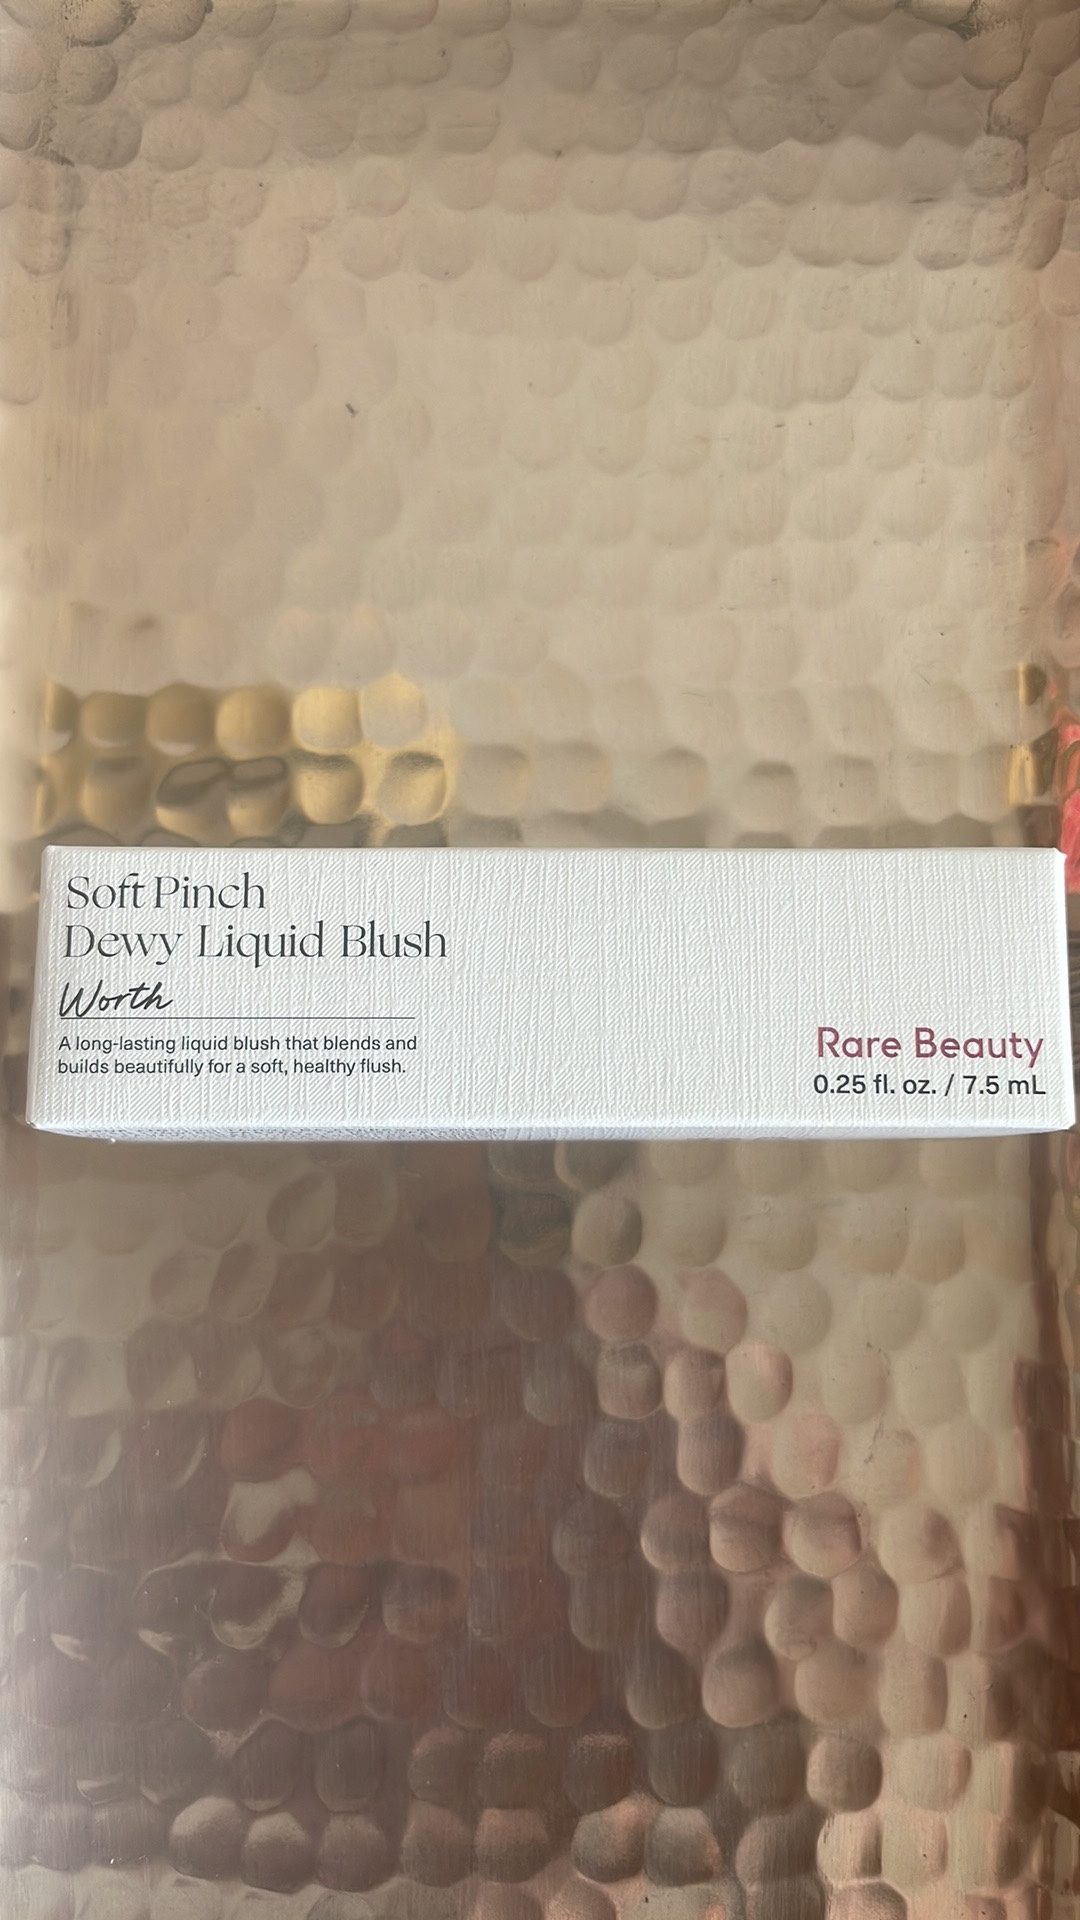 Soft Pinch
Dewy Liquid Blush
Worth
A long-lasting liquid blush that blends and
builds beautifully for a soft, healthy flush.
Rare Beauty
0.25 fl. oz. / 7.5 mL